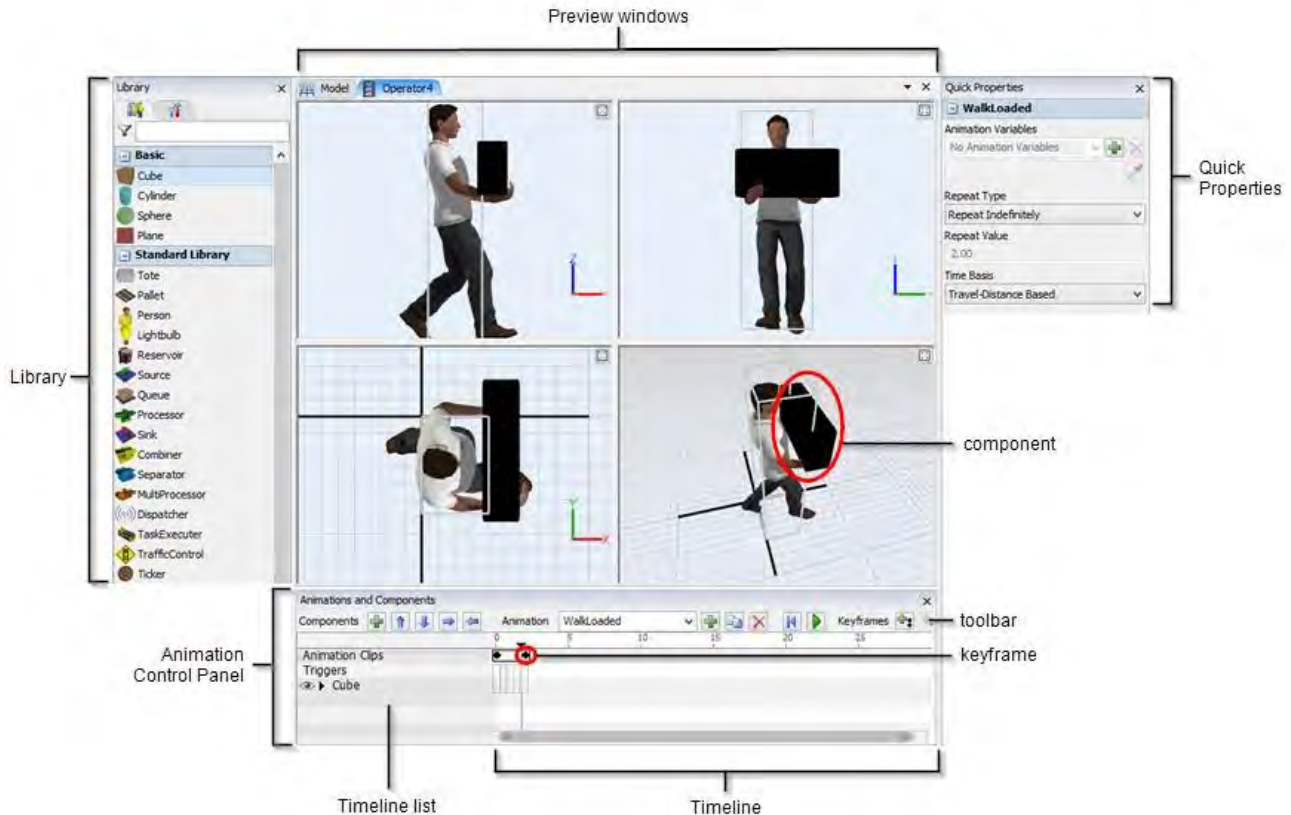 Preview windows
Library
Model
Operator4
Basic
Cube
Cylinder
Sphere
Plane
Standard Library
Tote
Pallet
Person
Lightbulb
Reservoir
Source
Queue
Processor
Sink
Combiner
Separator
MultiProcessor
Dispatcher
TaskExecuter
TrafficControl
Ticker
Z
Y
X
Quick Properties
WalkLoaded
Animation Variables
No Animation Variables
Repeat Type
Repeat Indefinitely
Repeat Value
2.00
Time Basis
Travel-Distance Based
Quick
Properties
Library
component
Animations and Components
Components Animation WalkLoaded Keyframes
0 5 10 15 20 25
Animation Clips
Triggers
Cube
toolbar
keyframe
Animation
Control Panel
Timeline list
Timeline